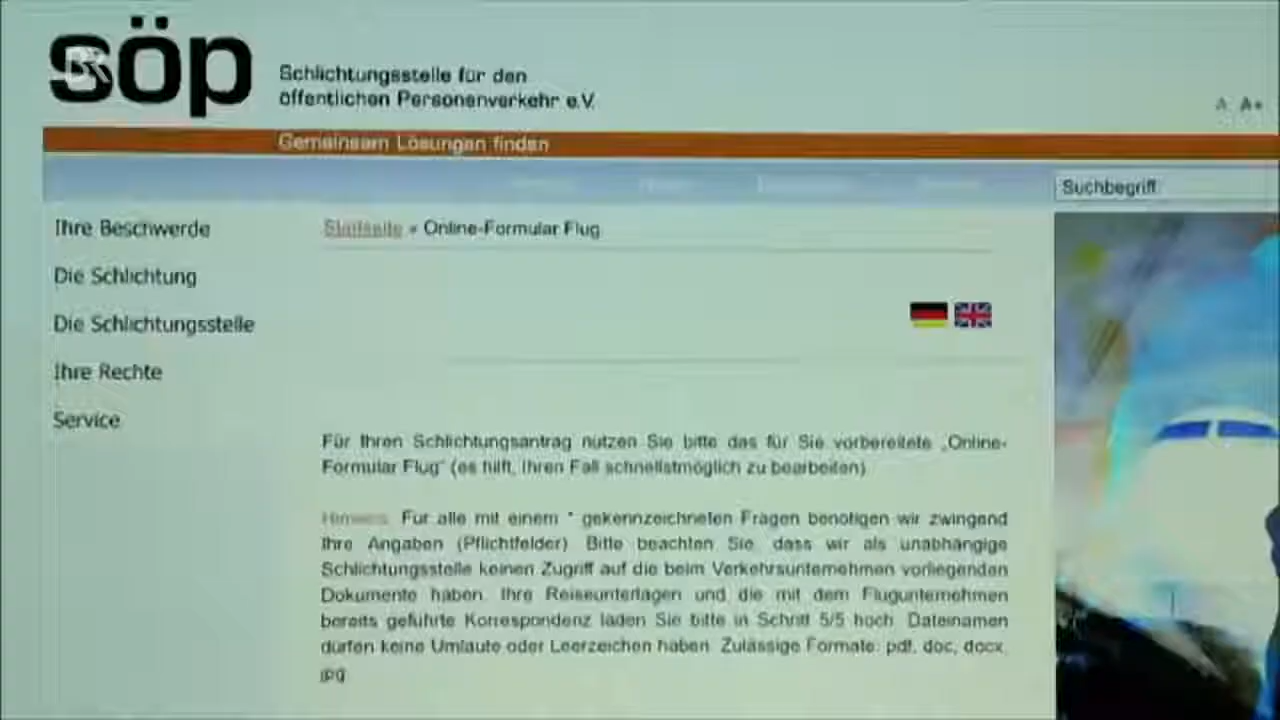 söp
BR
Schlichtungsstelle für den
öffentlichen Personenverkehr e.V.
A A+
Gemeinsam Lösungen finden
Suchbegriff
Ihre Beschwerde
Startseite » Online-Formular Flug
Die Schlichtung
Die Schlichtungsstelle
Ihre Rechte
Service
Für Ihren Schlichtungsantrag nutzen Sie bitte das für Sie vorbereitete „Online-
Formular Flug“ (es hilft, Ihren Fall schnellstmöglich zu bearbeiten).
Hinweis: Für alle mit einem * gekennzeichneten Fragen benötigen wir zwingend
Ihre Angaben (Pflichtfelder). Bitte beachten Sie, dass wir als unabhängige
Schlichtungsstelle keinen Zugriff auf die beim Verkehrsunternehmen vorliegenden
Dokumente haben. Ihre Reiseunterlagen und die mit dem Flugunternehmen
bereits geführte Korrespondenz laden Sie bitte in Schritt 5/5 hoch. Dateinamen
dürfen keine Umlaute oder Leerzeichen haben. Zulässige Formate: pdf, doc, docx,
jpg